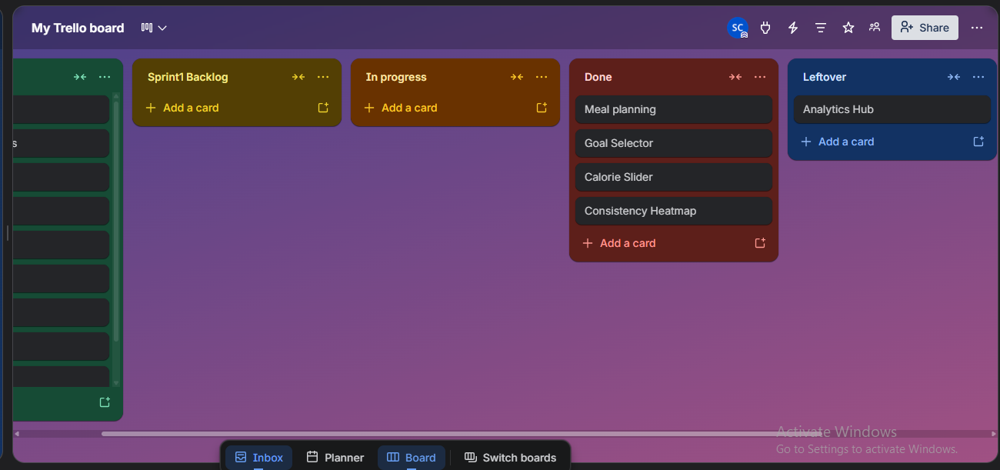 My Trello board
SC
Share
s
Sprint1 Backlog
Add a card
In progress
Add a card
Done
Meal planning
Goal Selector
Calorie Slider
Consistency Heatmap
Add a card
Leftover
Analytics Hub
Add a card
Activate Windows
Go to Settings to activate Windows.
Inbox
Planner
Board
Switch boards